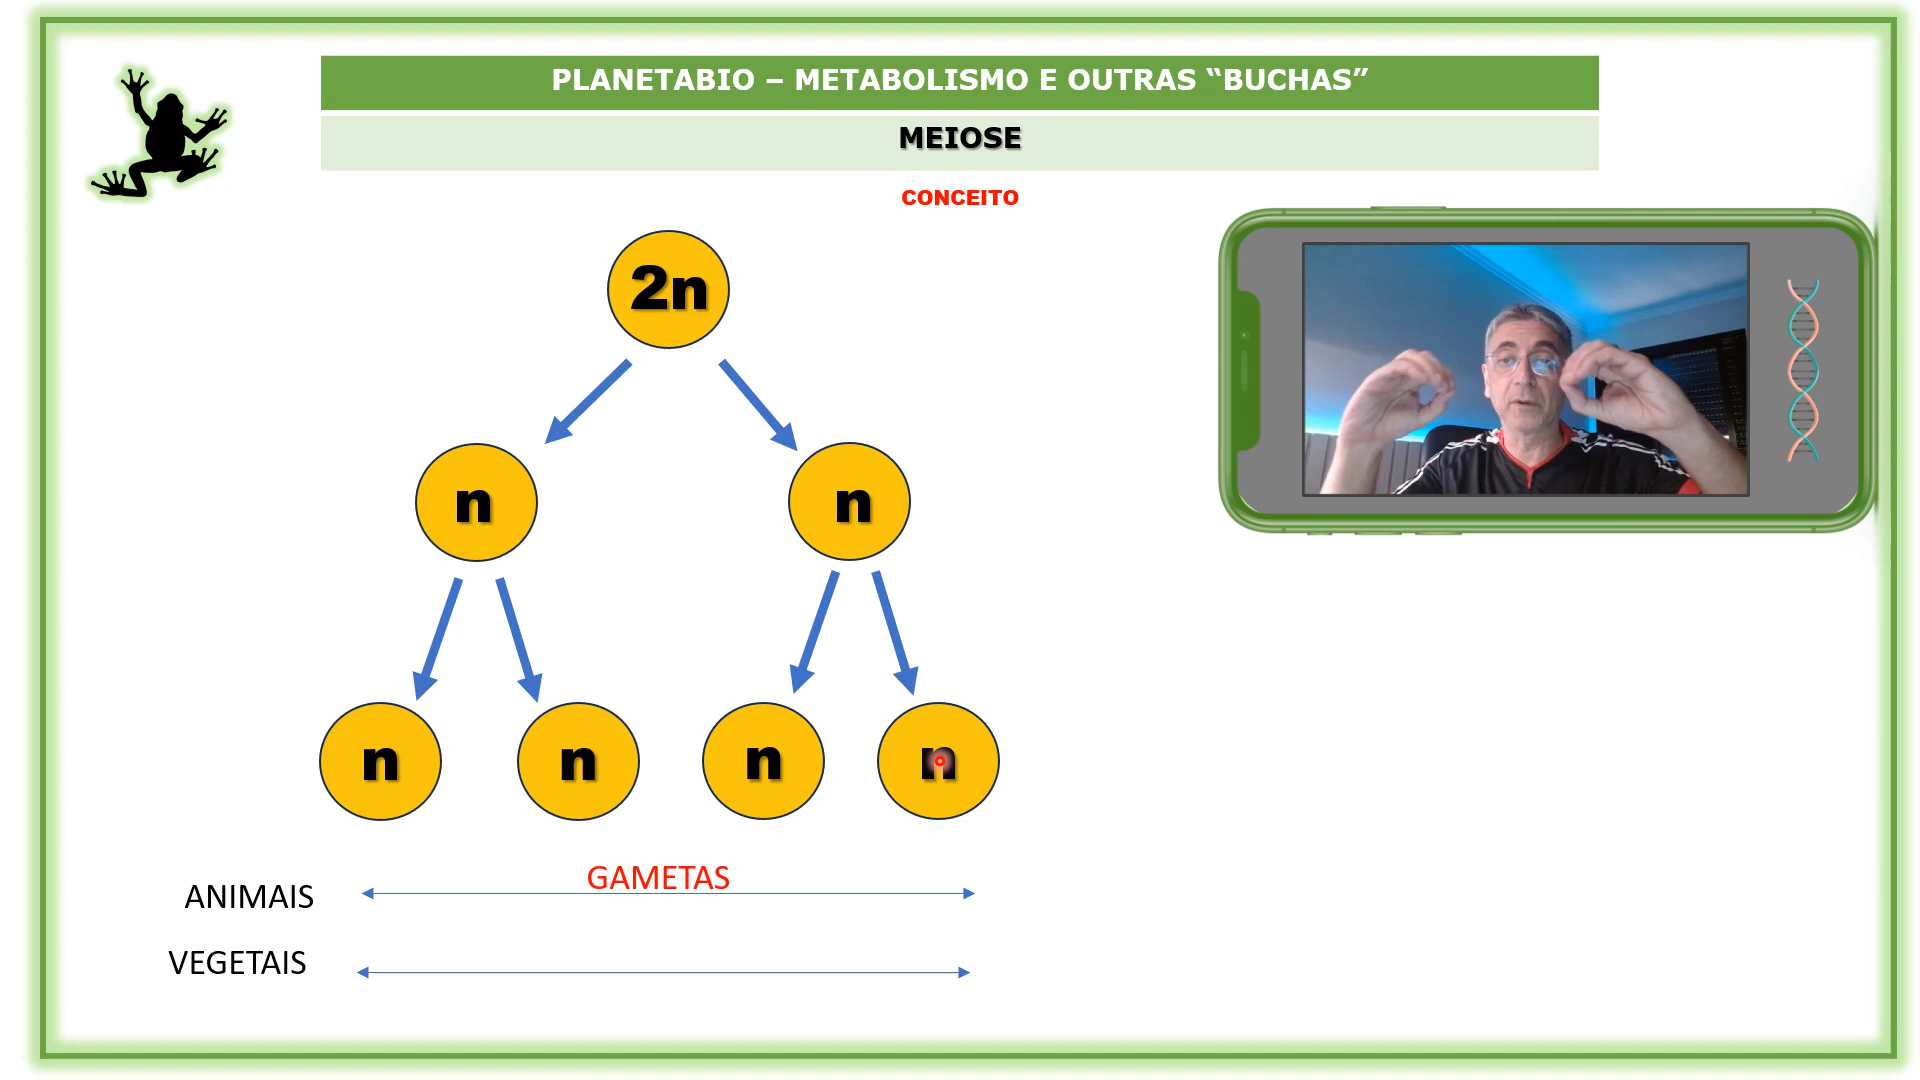 PLANETABIO – METABOLISMO E OUTRAS “BUCHAS”
MEIOSE
CONCEITO
2n
n n
n n n n
GAMETAS
ANIMAIS
VEGETAIS